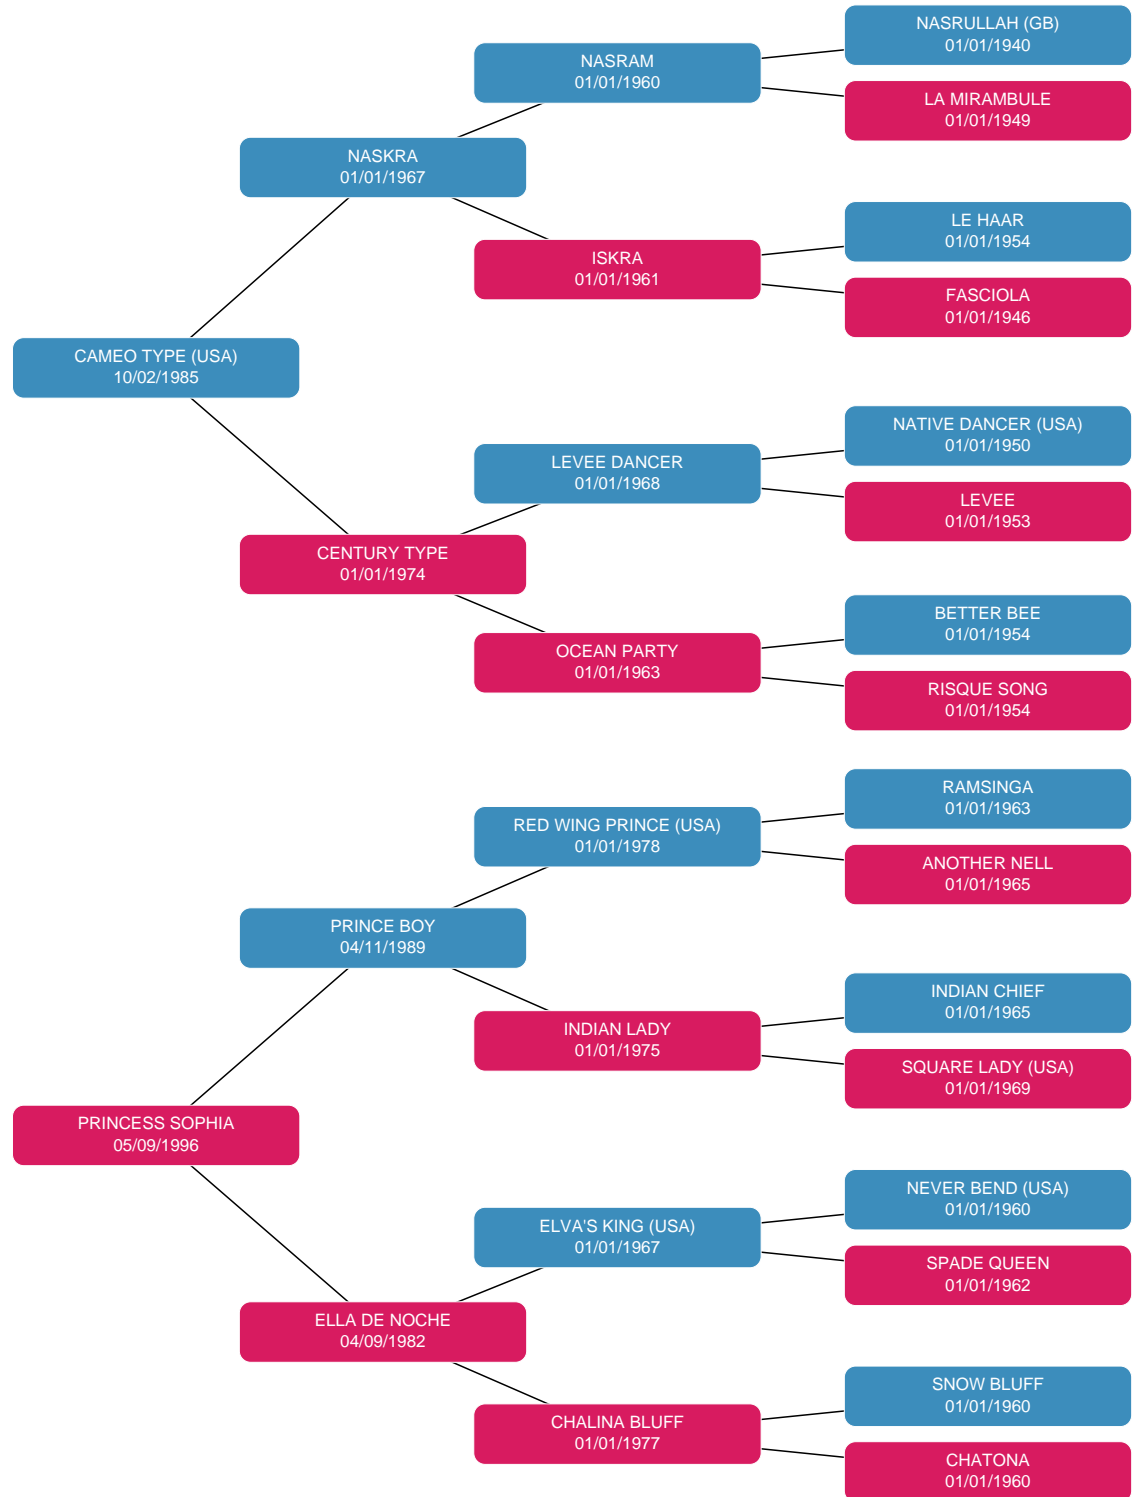 NASRULLAH (GB)
01/01/1940
NASRAM
01/01/1960
LA MIRAMBULE
01/01/1949
NASKRA
01/01/1967
LE HAAR
01/01/1954
ISKRA
01/01/1961
FASCIOLA
01/01/1946
CAMEO TYPE (USA)
10/02/1985
NATIVE DANCER (USA)
01/01/1950
LEVEE DANCER
01/01/1968
LEVEE
01/01/1953
CENTURY TYPE
01/01/1974
BETTER BEE
01/01/1954
OCEAN PARTY
01/01/1963
RISQUE SONG
01/01/1954
RAMSINGA
01/01/1963
RED WING PRINCE (USA)
01/01/1978
ANOTHER NELL
01/01/1965
PRINCE BOY
04/11/1989
INDIAN CHIEF
01/01/1965
INDIAN LADY
01/01/1975
SQUARE LADY (USA)
01/01/1969
PRINCESS SOPHIA
05/09/1996
NEVER BEND (USA)
01/01/1960
ELVA'S KING (USA)
01/01/1967
SPADE QUEEN
01/01/1962
ELLA DE NOCHE
04/09/1982
SNOW BLUFF
01/01/1960
CHALINA BLUFF
01/01/1977
CHATONA
01/01/1960